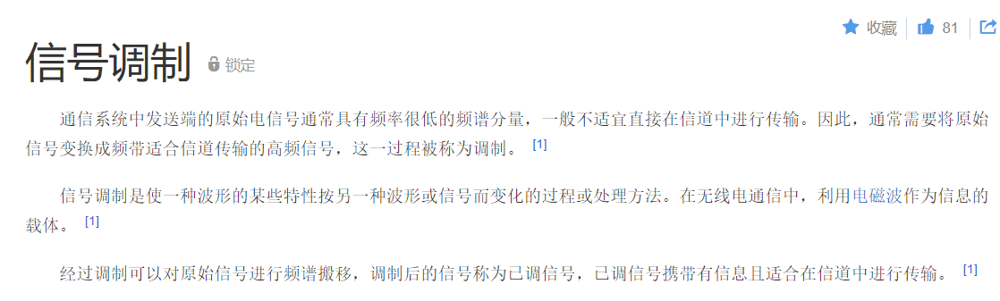 收藏 81
信号调制 锁定
通信系统中发送端的原始电信号通常具有频率很低的频谱分量，一般不适宜直接在信道中进行传输。因此，通常需要将原始
信号变换成频带适合信道传输的高频信号，这一过程被称为调制。 [1]
信号调制是使一种波形的某些特性按另一种波形或信号而变化的过程或处理方法。在无线电通信中，利用电磁波作为信息的
载体。 [1]
经过调制可以对原始信号进行频谱搬移，调制后的信号称为已调信号，已调信号携带有信息且适合在信道中进行传输。 [1]